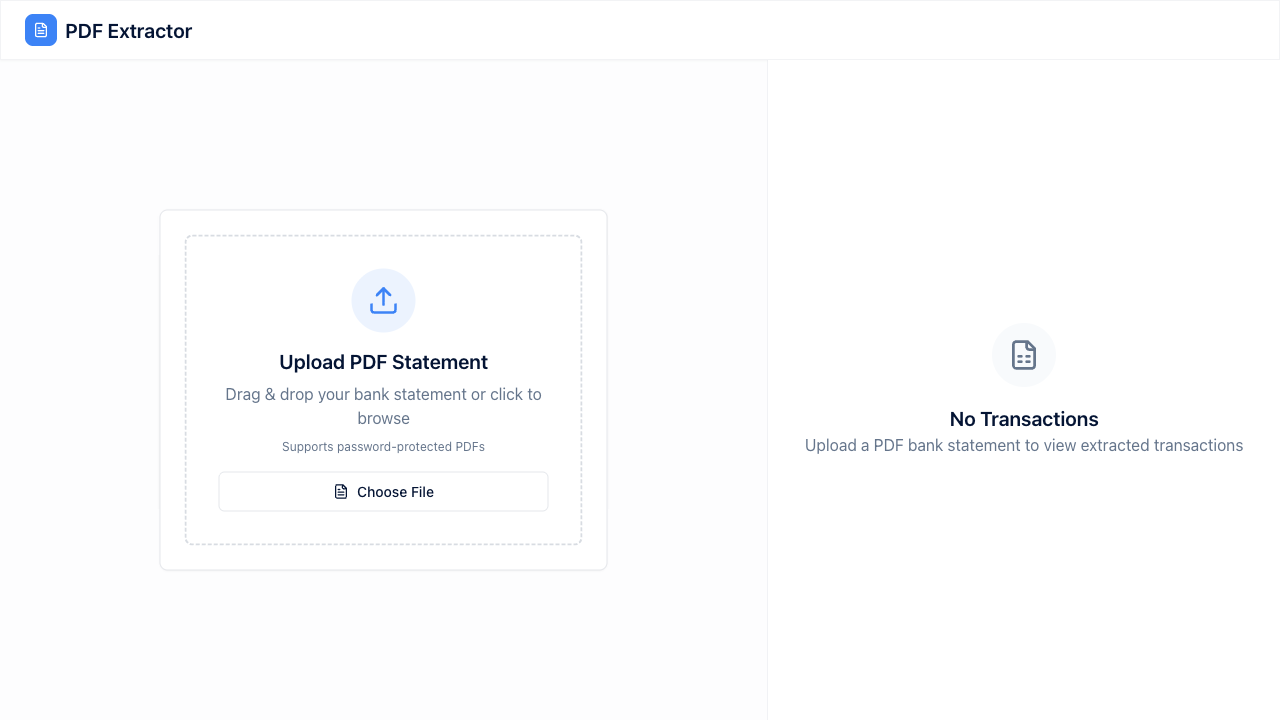 PDF Extractor
Upload PDF Statement
Drag & drop your bank statement or click to
browse
Supports password-protected PDFs
Choose File
No Transactions
Upload a PDF bank statement to view extracted transactions